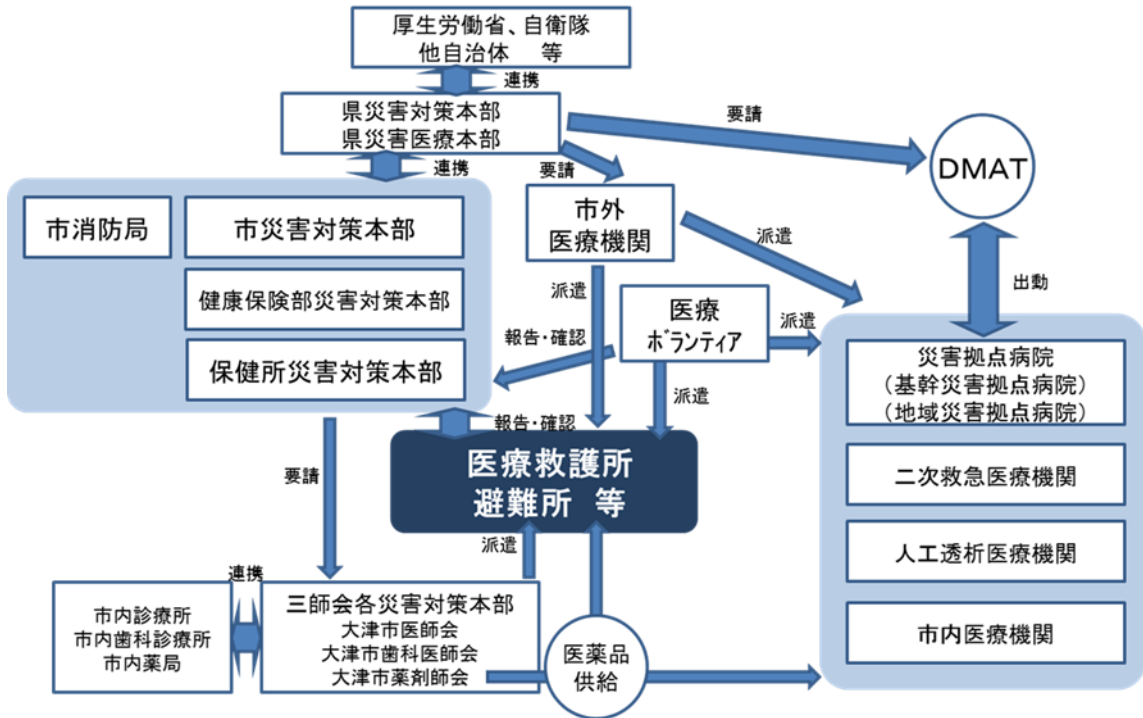 厚生労働省、自衛隊
他自治体 等
連携
県災害対策本部
県災害医療本部
要請
連携
要請
DMAT
市消防局
市災害対策本部
市外
医療機関
派遣
健康保険部災害対策本部
派遣
医療
ボランティア
派遣
出動
報告・確認
保健所災害対策本部
災害拠点病院
（基幹災害拠点病院）
（地域災害拠点病院）
派遣
報告・確認
医療救護所
避難所 等
要請
二次救急医療機関
派遣
人工透析医療機関
連携
三師会各災害対策本部
大津市医師会
大津市歯科医師会
大津市薬剤師会
市内診療所
市内歯科診療所
市内薬局
医薬品
供給
市内医療機関